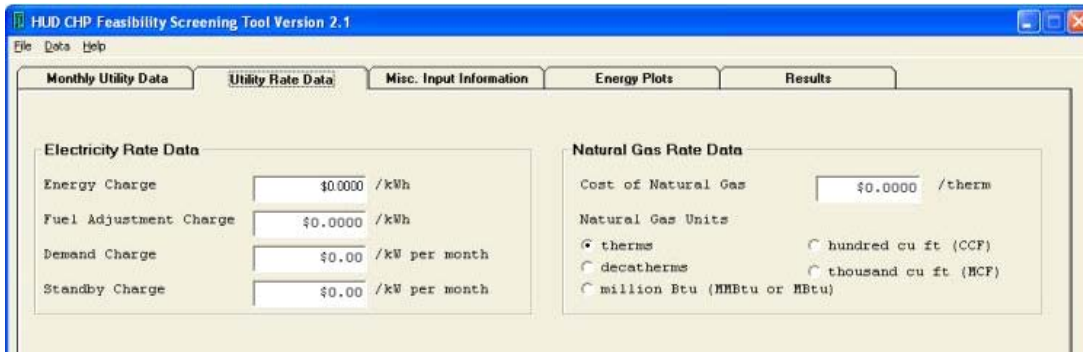 HUD CHP Feasibility Screening Tool Version 2.1
File Data Help
Monthly Utility Data Utility Rate Data Misc. Input Information Energy Plots Results
Electricity Rate Data
Energy Charge $0.0000 /kWh
Fuel Adjustment Charge $0.0000 /kWh
Demand Charge $0.00 /kW per month
Standby Charge $0.00 /kW per month
Natural Gas Rate Data
Cost of Natural Gas $0.0000 /therm
Natural Gas Units
therms
decatherms
million Btu (MMBtu or MBtu)
hundred cu ft (CCF)
thousand cu ft (MCF)